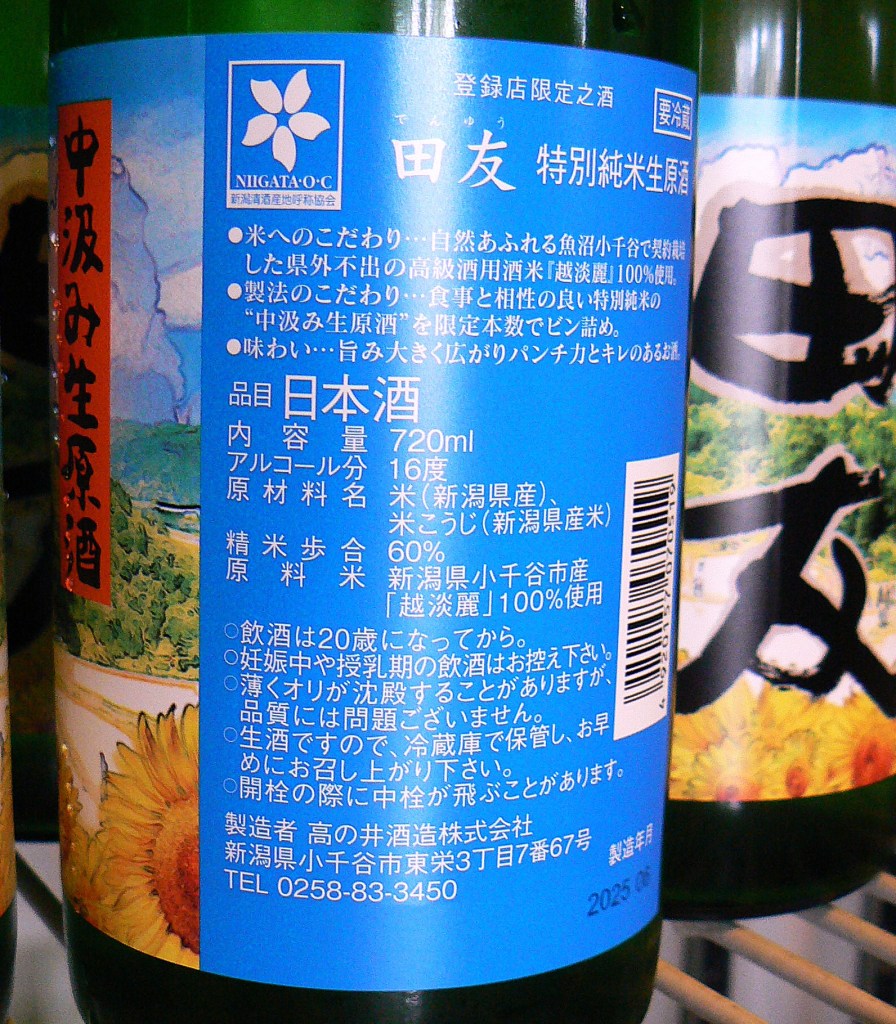 中汲み生原酒
NIIGATA・O・C
新潟清酒産地呼称協会
登録店限定之酒
要冷蔵
でんゆう
田友 特別純米生原酒
●米へのこだわり…自然あふれる魚沼小千谷で契約栽培
した県外不出の高級酒用酒米『越淡麗』100%使用。
●製法のこだわり…食事と相性の良い特別純米の
“中汲み生原酒”を限定本数でビン詰め。
●味わい…旨み大きく広がりパンチ力とキレのあるお酒。
品目 日本酒
内容量 720ml
アルコール分 16度
原材料名 米（新潟県産）、
米こうじ（新潟県産米）
精米歩合 60%
原料米 新潟県小千谷市産
「越淡麗」100%使用
○飲酒は20歳になってから。
○妊娠中や授乳期の飲酒はお控え下さい。
○薄くオリが沈殿することがありますが、
品質には問題ございません。
○生酒ですので、冷蔵庫で保管し、お早
めにお召し上がり下さい。
○開栓の際に中栓が飛ぶことがあります。
製造者 高の井酒造株式会社
新潟県小千谷市東栄3丁目7番67号
TEL 0258-83-3450
製造年月
2025.06
4 920157 070519
田友